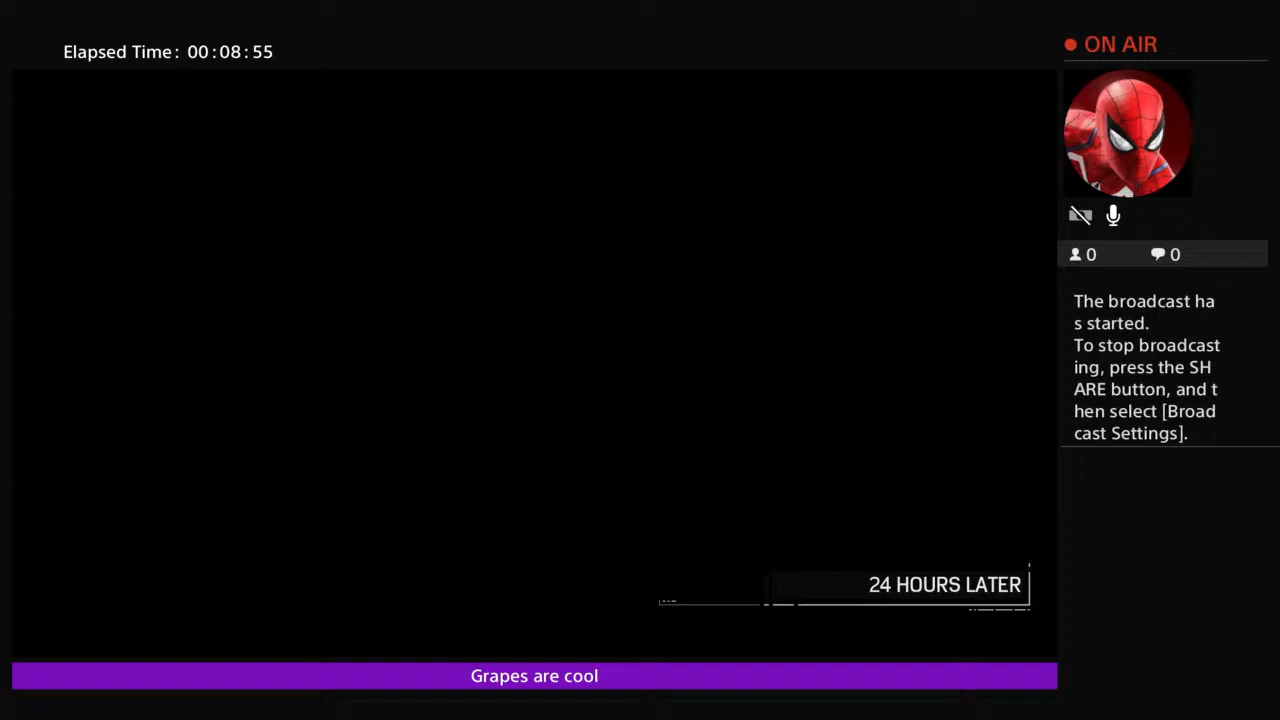 Elapsed Time: 00:08:55
ON AIR
0 0
The broadcast ha
s started.
To stop broadcast
ing, press the SH
ARE button, and t
hen select [Broad
cast Settings].
24 HOURS LATER
Grapes are cool